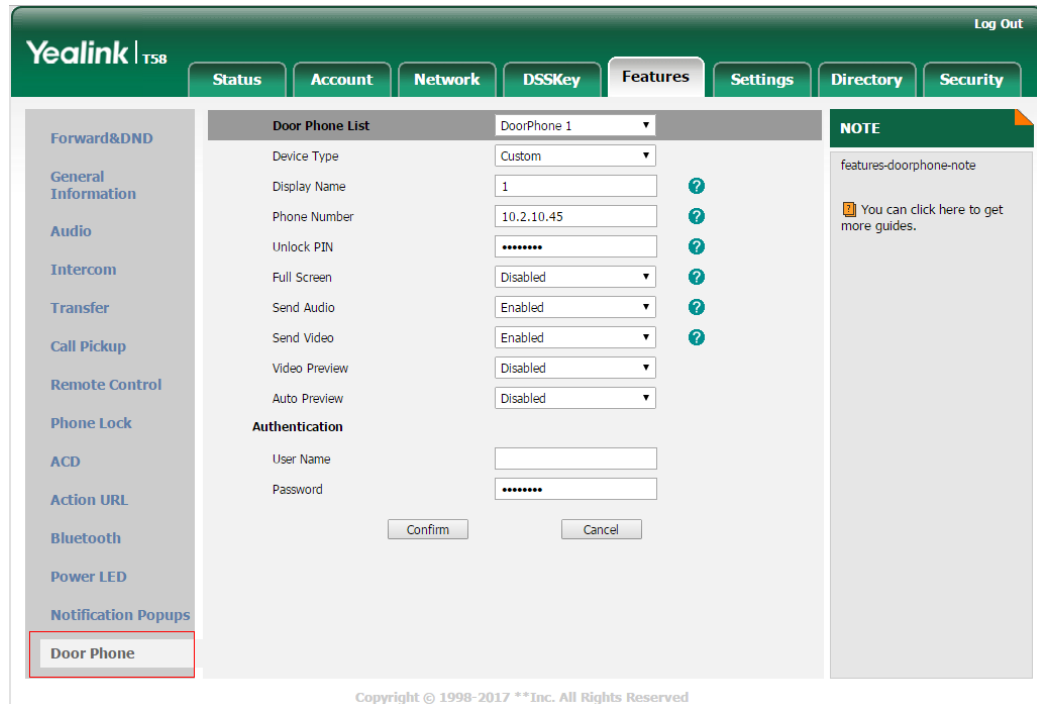 Log Out
Yealink | T58
Status Account Network DSSKey Features Settings Directory Security
Forward&DND
General
Information
Audio
Intercom
Transfer
Call Pickup
Remote Control
Phone Lock
ACD
Action URL
Bluetooth
Power LED
Notification Popups
Door Phone
Door Phone List DoorPhone 1
Device Type Custom
Display Name 1 ?
Phone Number 10.2.10.45 ?
Unlock PIN •••••••• ?
Full Screen Disabled ?
Send Audio Enabled ?
Send Video Enabled ?
Video Preview Disabled
Auto Preview Disabled
Authentication
User Name
Password ••••••••
Confirm Cancel
NOTE
features-doorphone-note
? You can click here to get
more guides.
Copyright © 1998-2017 **Inc. All Rights Reserved